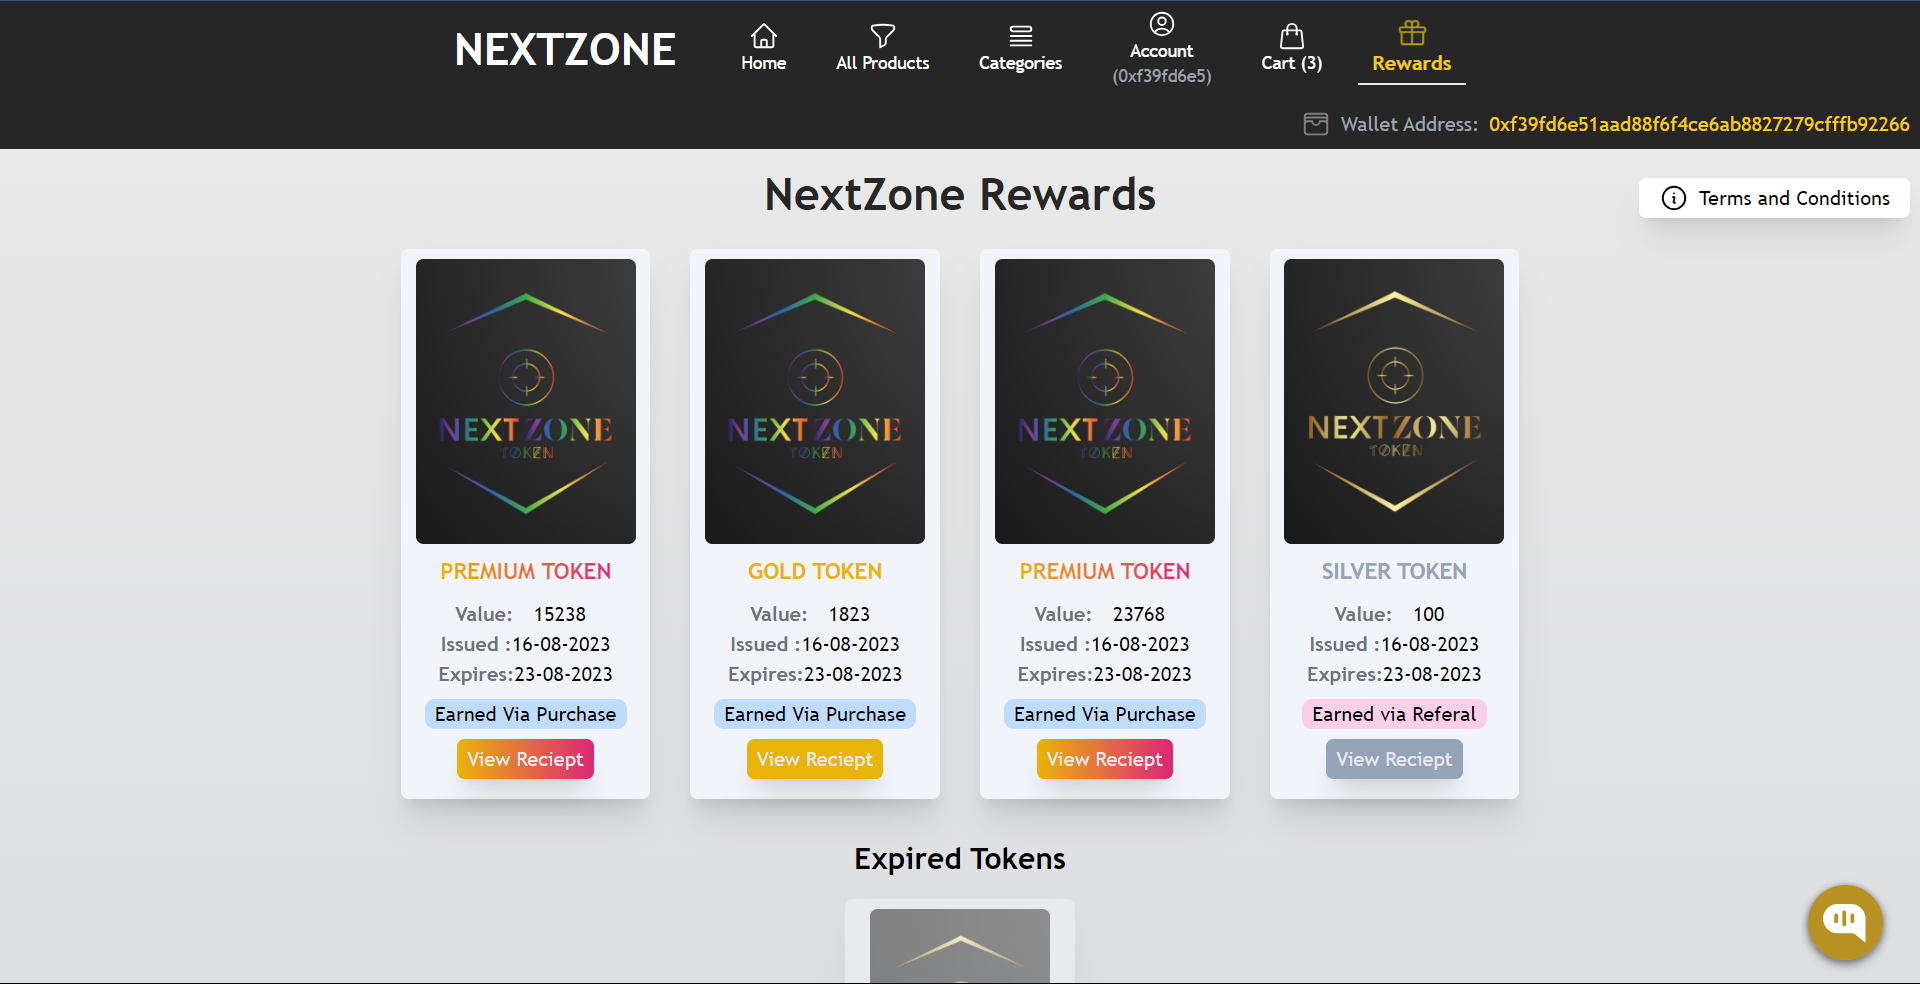 NEXTZONE
Home
All Products
Categories
Account
(0xf39fd6e5)
Cart (3)
Rewards
Wallet Address: 0xf39fd6e51aad88f6f4ce6ab8827279cfffb92266
NextZone Rewards
Terms and Conditions
NEXTZONE
TOKEN
PREMIUM TOKEN
Value: 15238
Issued :16-08-2023
Expires:23-08-2023
Earned Via Purchase
View Reciept
NEXTZONE
TOKEN
GOLD TOKEN
Value: 1823
Issued :16-08-2023
Expires:23-08-2023
Earned Via Purchase
View Reciept
NEXTZONE
TOKEN
PREMIUM TOKEN
Value: 23768
Issued :16-08-2023
Expires:23-08-2023
Earned Via Purchase
View Reciept
NEXTZONE
TOKEN
SILVER TOKEN
Value: 100
Issued :16-08-2023
Expires:23-08-2023
Earned via Referal
View Reciept
Expired Tokens